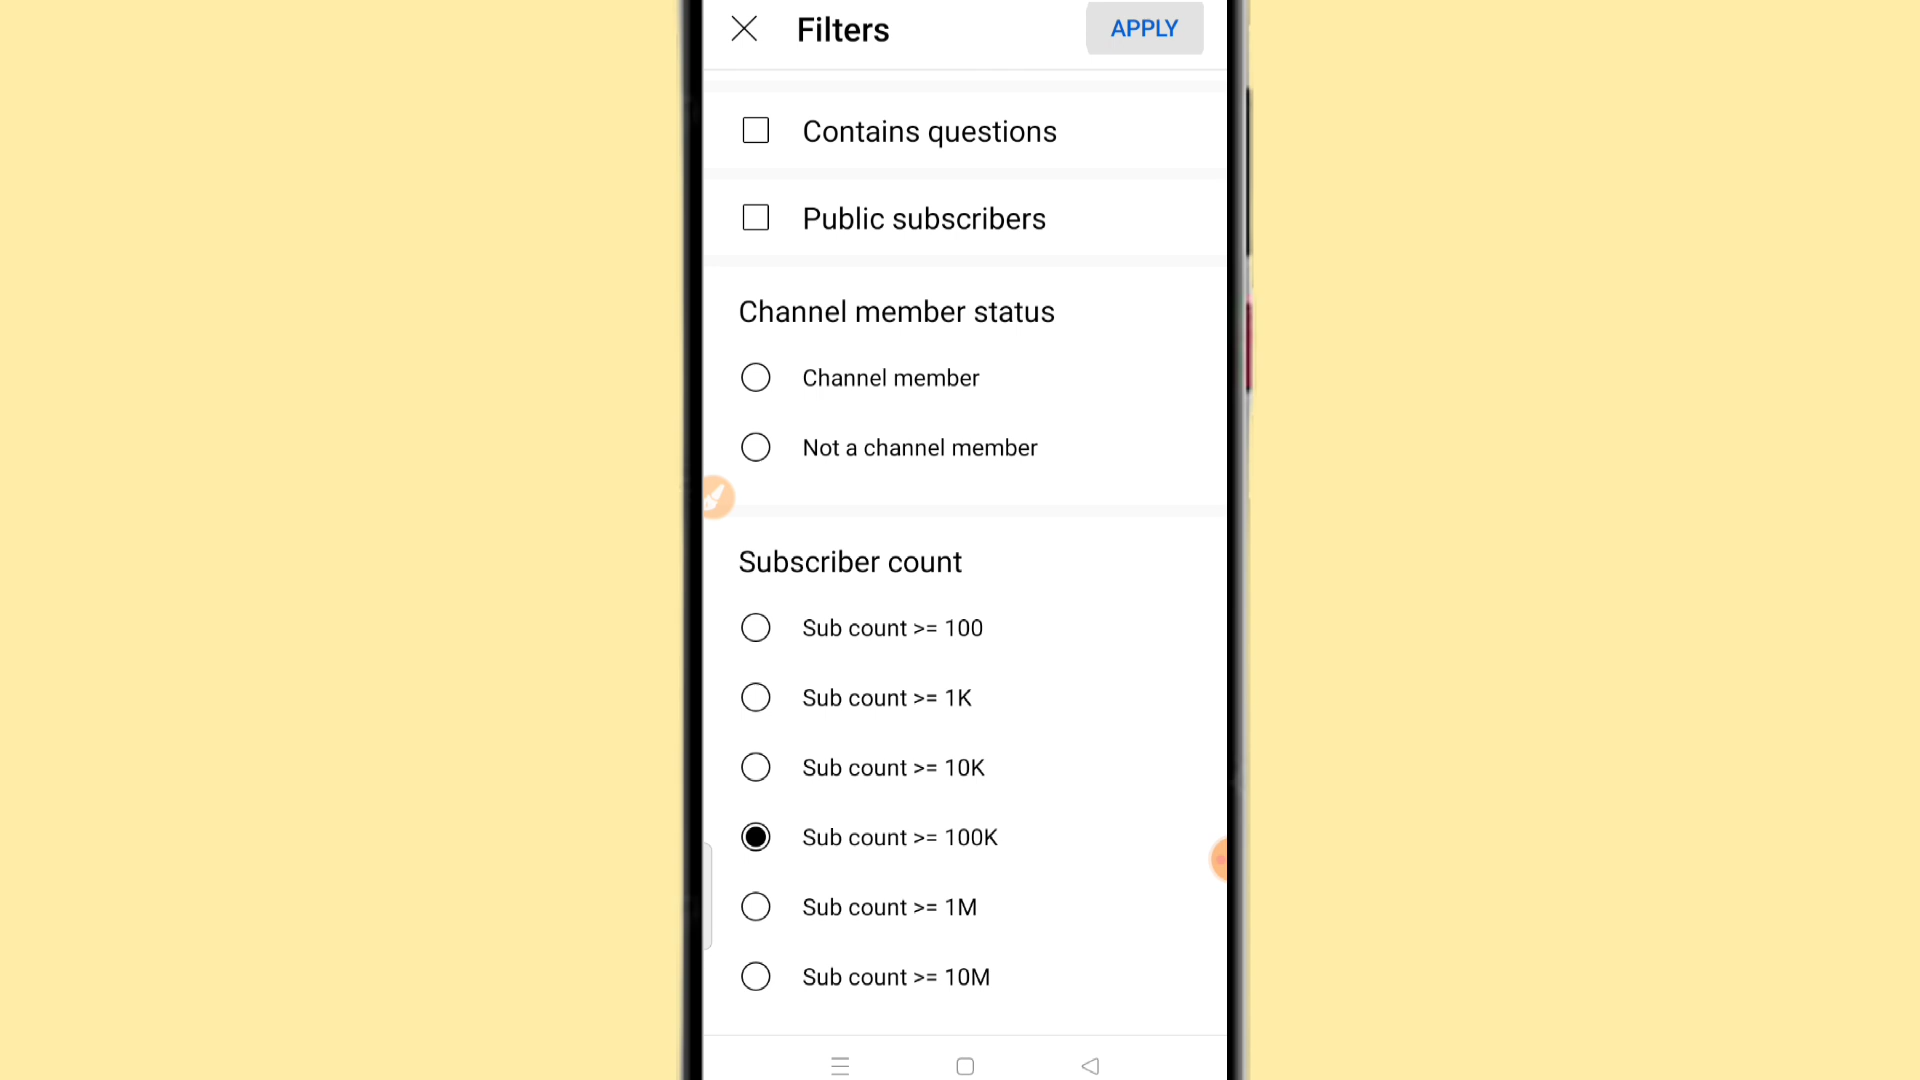 Filters
APPLY
Contains questions
Public subscribers
Channel member status
Channel member
Not a channel member
Subscriber count
Sub count >= 100
Sub count >= 1K
Sub count >= 10K
Sub count >= 100K
Sub count >= 1M
Sub count >= 10M